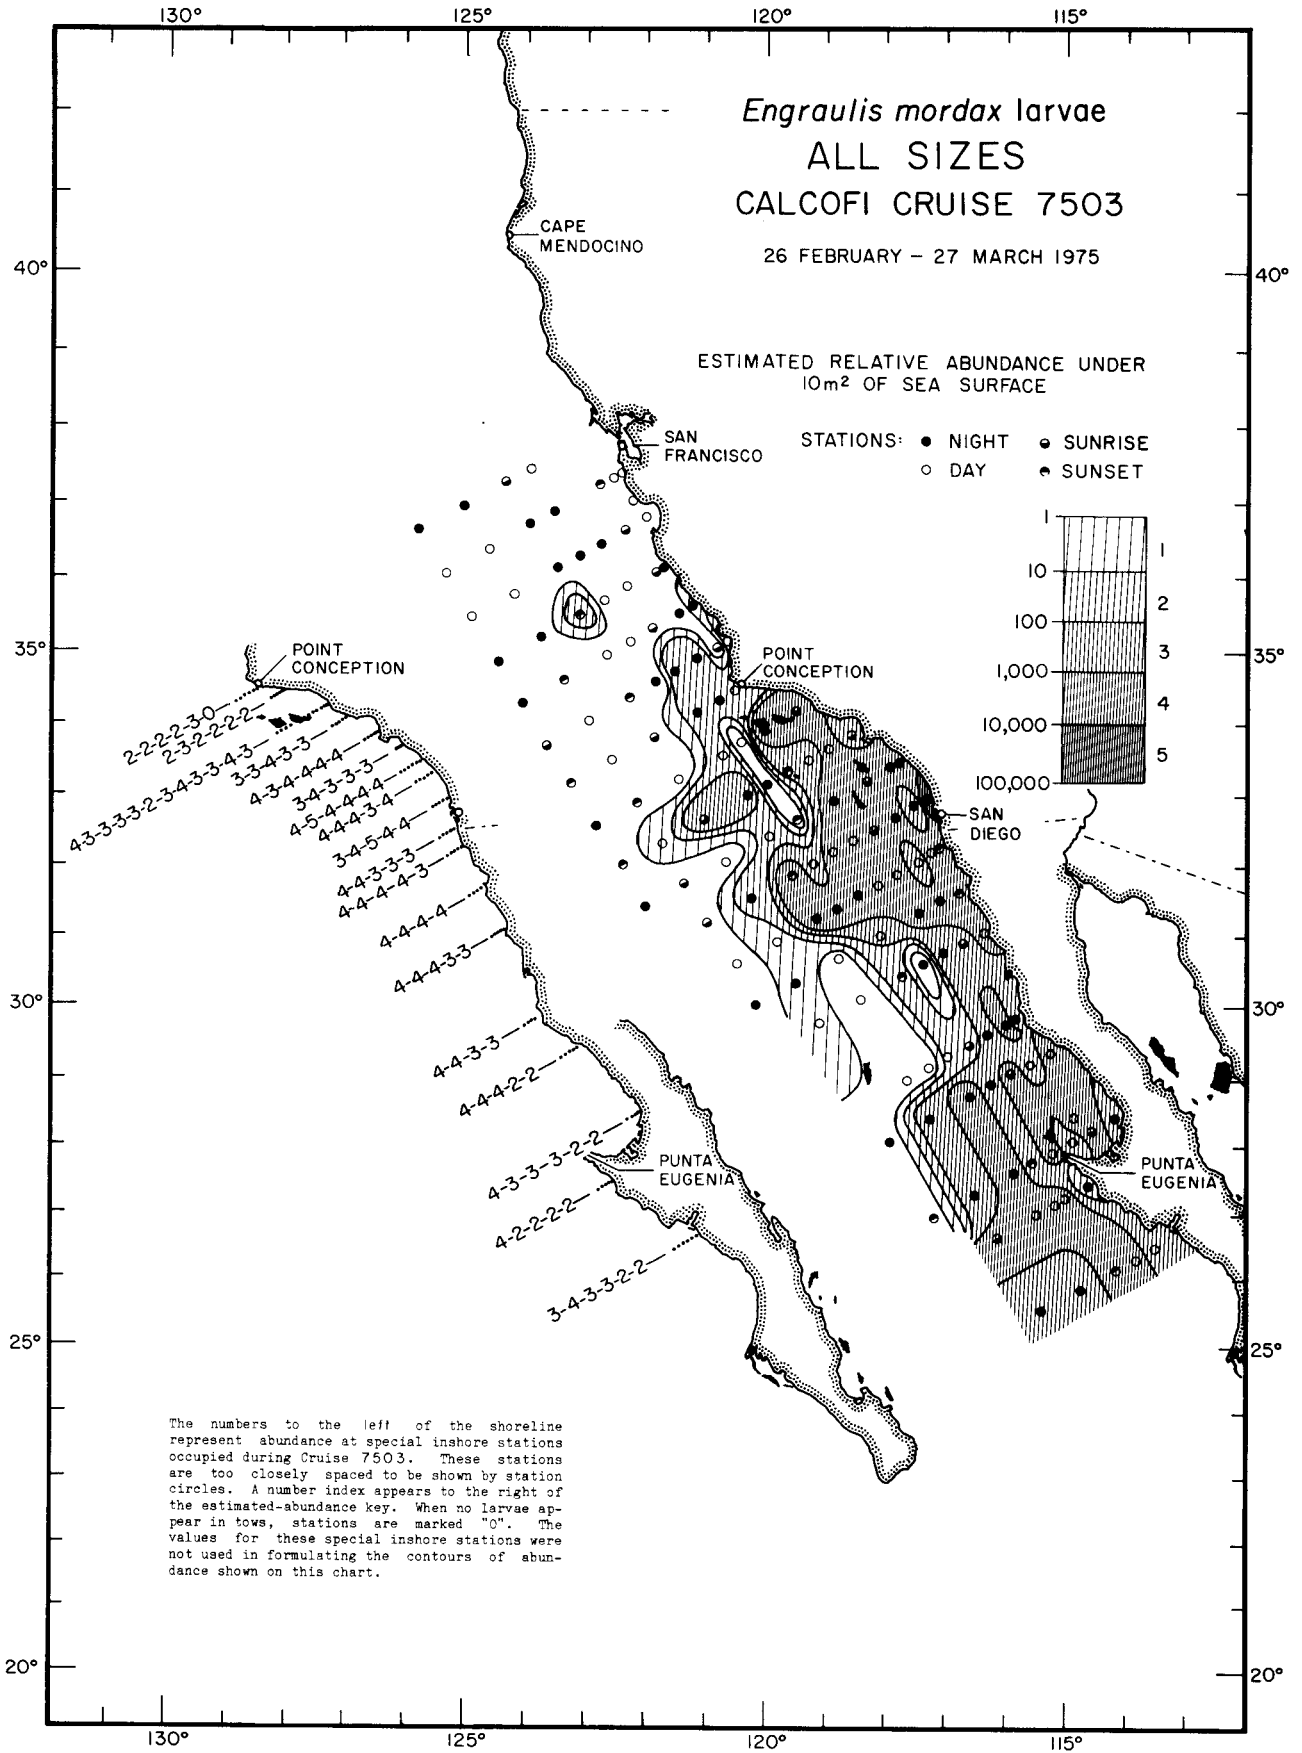 130° 125° 120° 115°
Engraulis mordax larvae
ALL SIZES
CALCOFI CRUISE 7503
26 FEBRUARY – 27 MARCH 1975
CAPE
MENDOCINO
40° 40°
ESTIMATED RELATIVE ABUNDANCE UNDER
10m² OF SEA SURFACE
STATIONS: ● NIGHT SUNRISE
○ DAY SUNSET
SAN
FRANCISCO
1
1
10
2
100
3
1,000
4
10,000
5
100,000
35° 35°
POINT
CONCEPTION
POINT
CONCEPTION
2-2-2-2-3-0
2-3-2-2-2-2
4-3-3-3-3-2-3-4-3-3-4-3
3-3-4-3-3
4-3-4-4-4-4
3-4-3-3-3-3
4-5-4-4-4-4
4-4-4-3-4
3-4-5-4-4
4-4-3-3-3
4-4-4-4-3
4-4-4-4
4-4-4-3-3
SAN
DIEGO
30° 30°
4-4-3-3
4-4-4-2-2
4-3-3-3-2-2
4-2-2-2-2
3-4-3-3-2-2
PUNTA
EUGENIA
PUNTA
EUGENIA
25° 25°
The numbers to the left of the shoreline
represent abundance at special inshore stations
occupied during Cruise 7503. These stations
are too closely spaced to be shown by station
circles. A number index appears to the right of
the estimated-abundance key. When no larvae ap-
pear in tows, stations are marked "0". The
values for these special inshore stations were
not used in formulating the contours of abun-
dance shown on this chart.
20° 20°
130° 125° 120° 115°